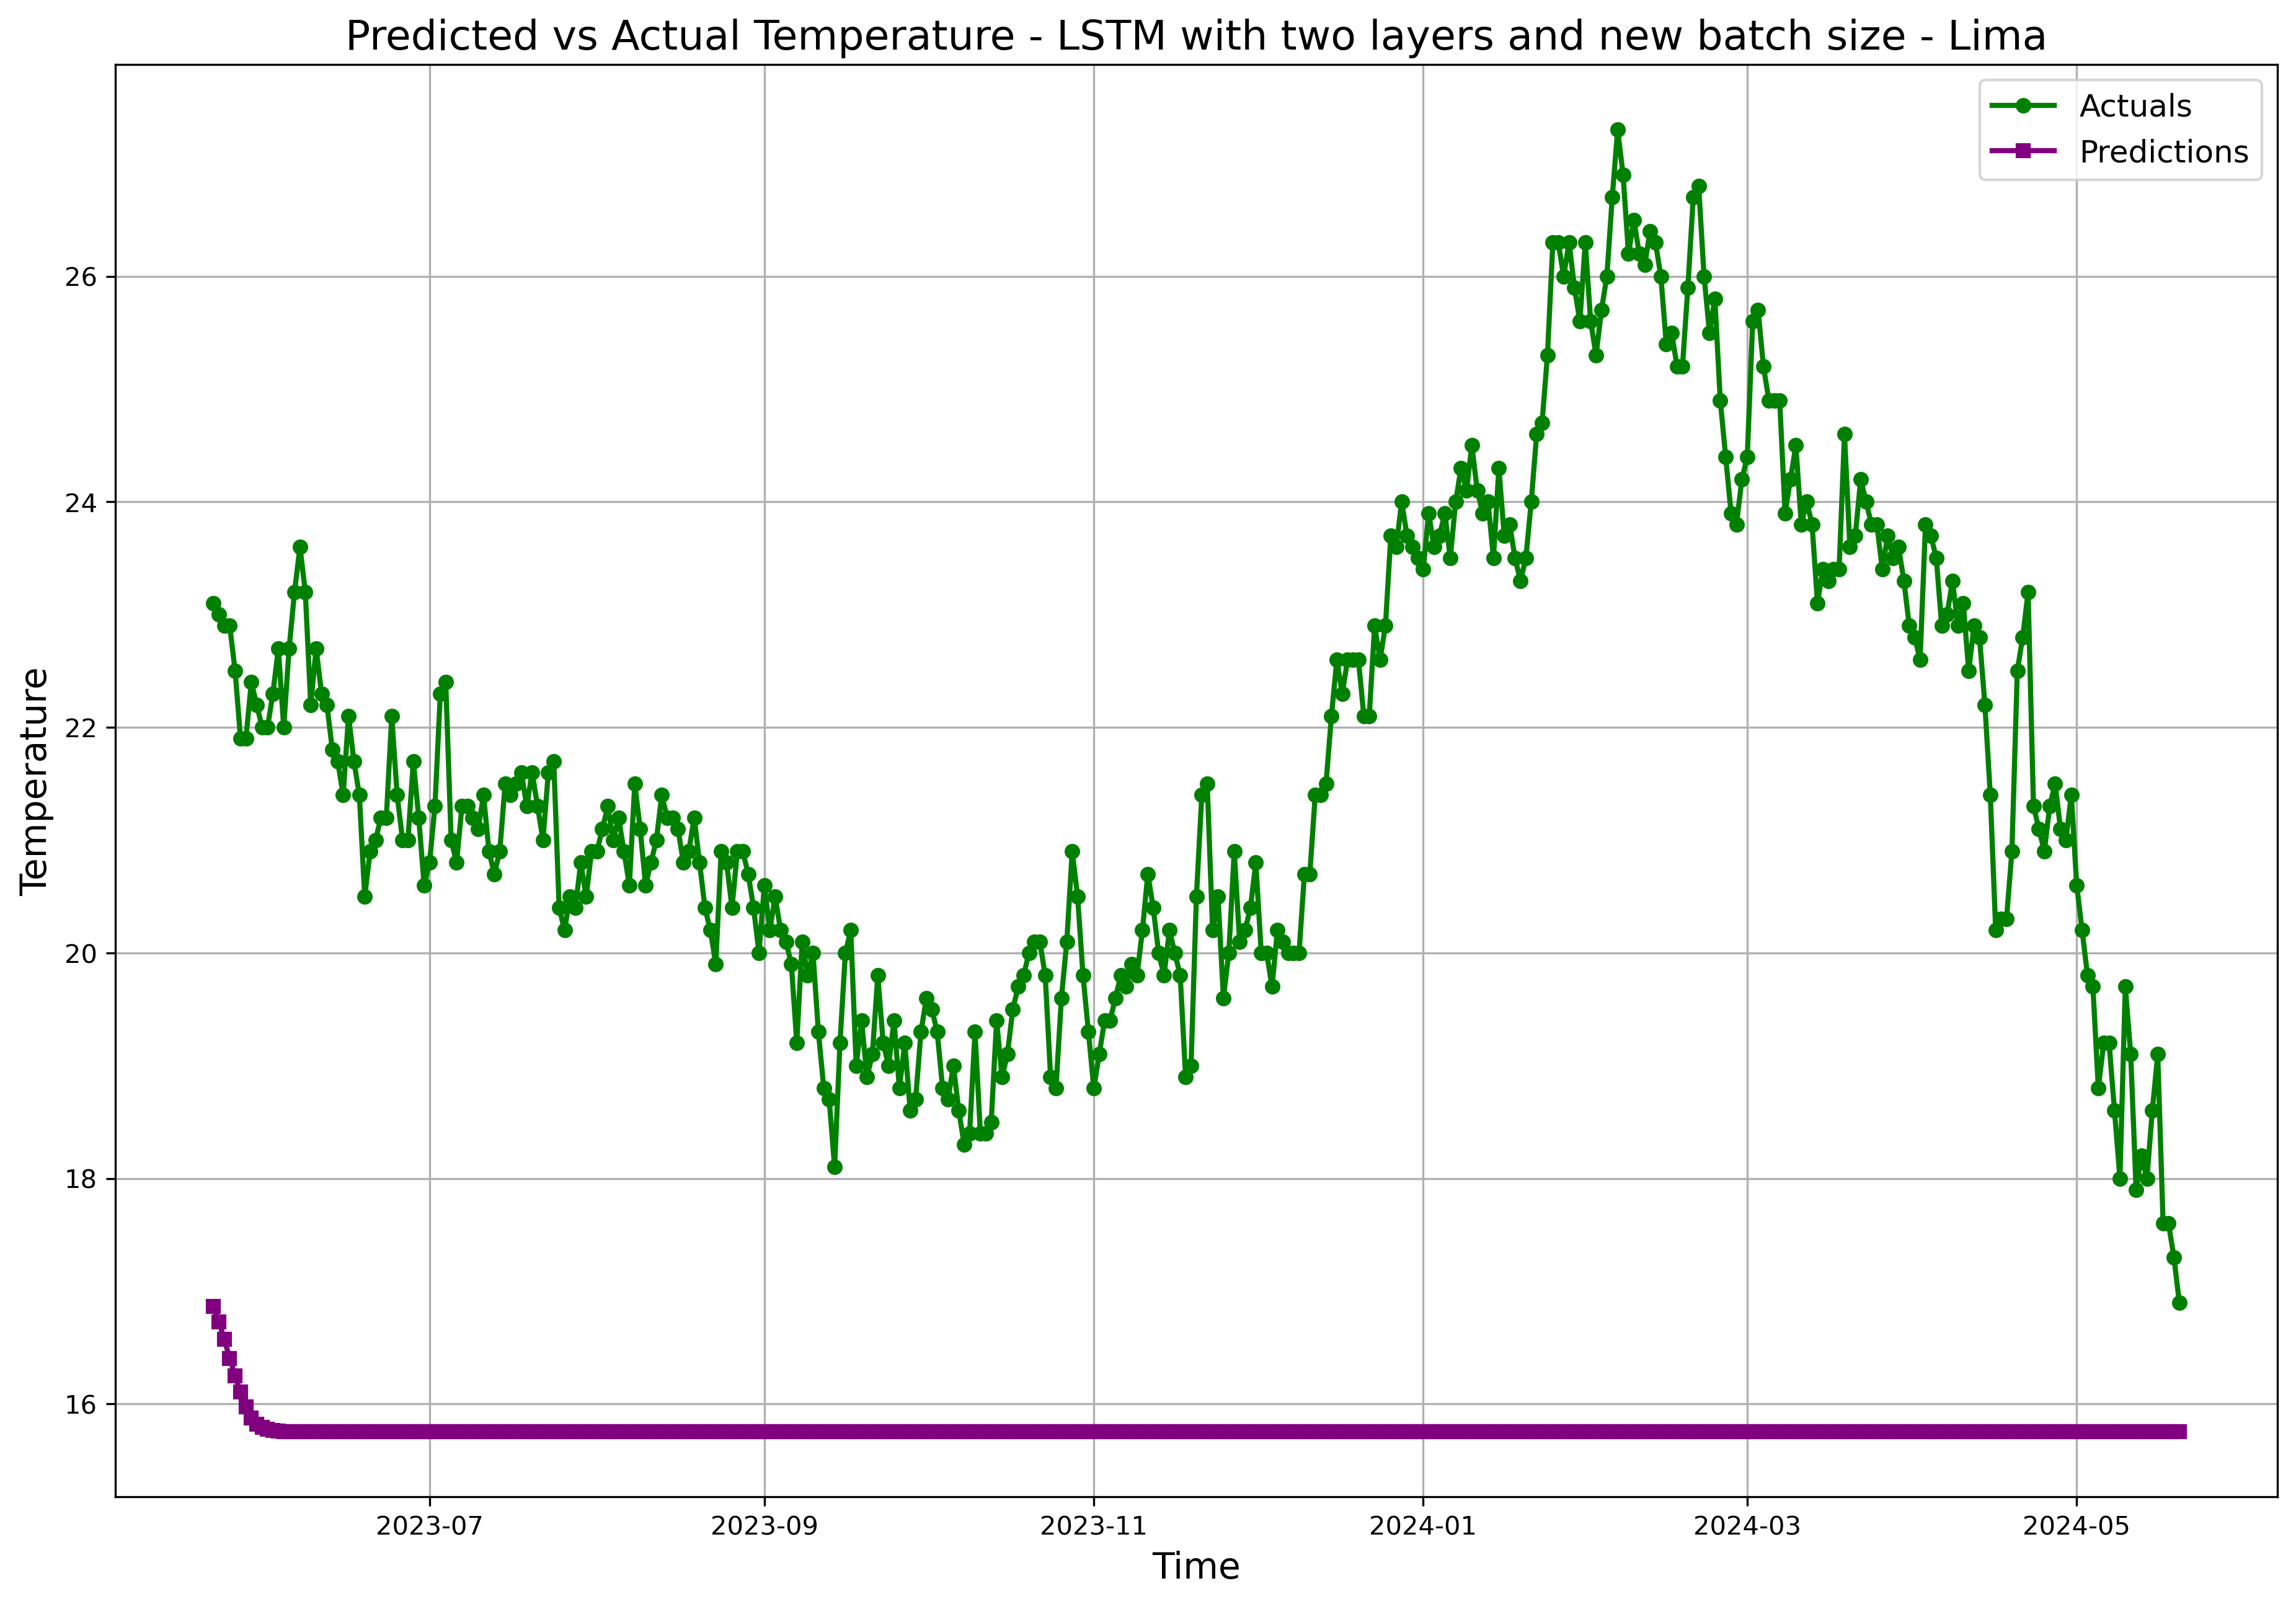 Predicted vs Actual Temperature - LSTM with two layers and new batch size - Lima
Actuals
Predictions
Temperature
26
24
22
20
18
16
2023-07 2023-09 2023-11 2024-01 2024-03 2024-05
Time